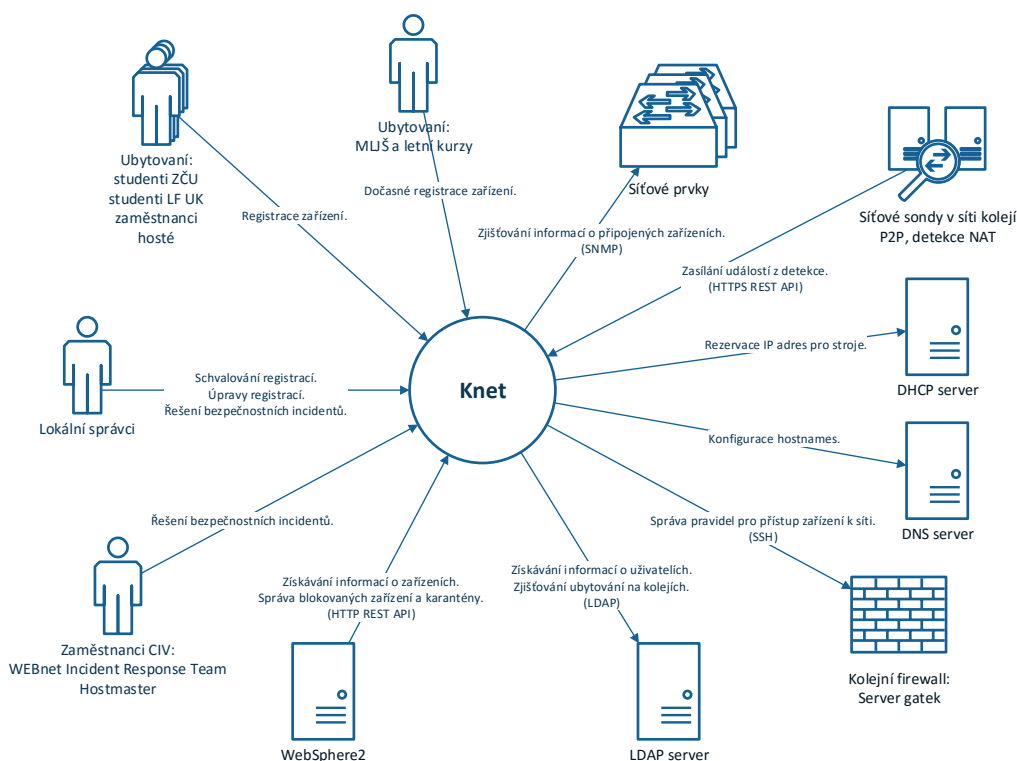 Ubytovaní:
studenti ZČU
studenti LF UK
zaměstnanci
hosté
Ubytovaní:
MLJŠ a letní kurzy
Síťové prvky
Síťové sondy v síti kolejí
P2P, detekce NAT
Registrace zařízení.
Dočasné registrace zařízení.
Zjišťování informací o připojených zařízeních.
(SNMP)
Zasílání událostí z detekce.
(HTTPS REST API)
Rezervace IP adres pro stroje.
DHCP server
Schvalování registrací.
Úpravy registrací.
Řešení bezpečnostních incidentů.
Lokální správci
Knet
Konfigurace hostnames.
DNS server
Řešení bezpečnostních incidentů.
Správa pravidel pro přístup zařízení k síti.
(SSH)
Získávání informací o zařízeních.
Správa blokovaných zařízení a karantény.
(HTTP REST API)
Získávání informací o uživatelích.
Zjišťování ubytování na kolejích.
(LDAP)
Zaměstnanci CIV:
WEBnet Incident Response Team
Hostmaster
Kolejní firewall:
Server gatek
WebSphere2
LDAP server